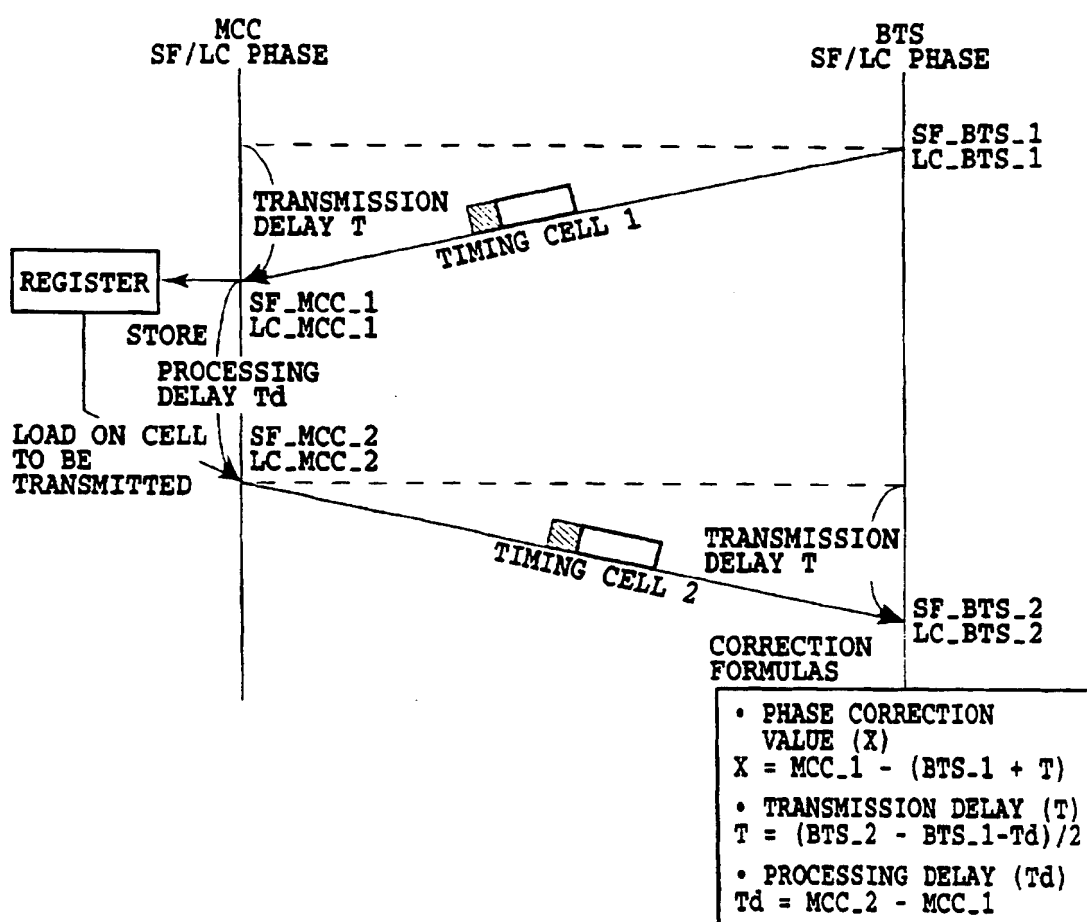 MCC
SF/LC PHASE
BTS
SF/LC PHASE
SF_BTS_1
LC_BTS_1
TRANSMISSION
DELAY T
TIMING CELL 1
REGISTER
SF_MCC_1
LC_MCC_1
STORE
PROCESSING
DELAY Td
LOAD ON CELL
TO BE
TRANSMITTED
SF_MCC_2
LC_MCC_2
TIMING CELL 2
TRANSMISSION
DELAY T
SF_BTS_2
LC_BTS_2
CORRECTION
FORMULAS
• PHASE CORRECTION
VALUE (X)
X = MCC_1 - (BTS_1 + T)
• TRANSMISSION DELAY (T)
T = (BTS_2 - BTS_1-Td)/2
• PROCESSING DELAY (Td)
Td = MCC_2 - MCC_1